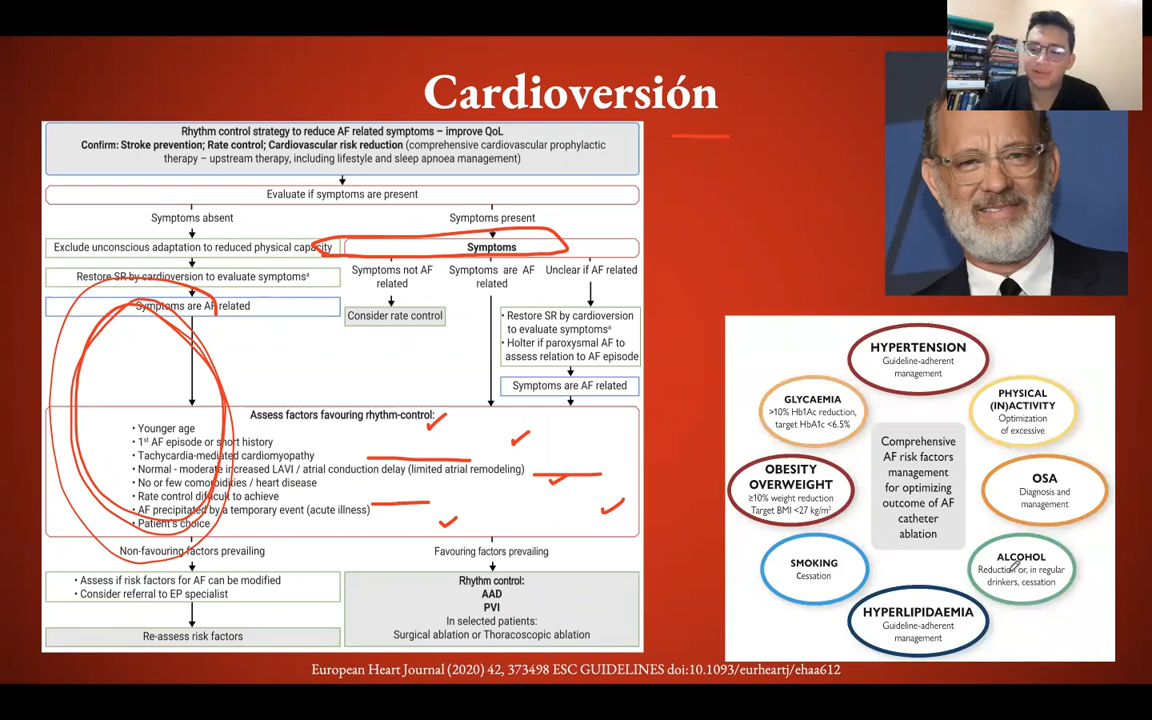 Cardioversión
Rhythm control strategy to reduce AF related symptoms – improve QoL
Confirm: Stroke prevention; Rate control; Cardiovascular risk reduction (comprehensive cardiovascular prophylactic
therapy – upstream therapy, including lifestyle and sleep apnoea management)
Evaluate if symptoms are present
Symptoms absent
Symptoms present
Exclude unconscious adaptation to reduced physical capacity
Symptoms
Restore SR by cardioversion to evaluate symptomsᵃ
Symptoms are AF related
Symptoms not AF
related
Symptoms are AF
related
Unclear if AF related
Consider rate control
• Restore SR by cardioversion
to evaluate symptomsᵃ
• Holter if paroxysmal AF to
assess relation to AF episode
Symptoms are AF related
Assess factors favouring rhythm-control:
• Younger age
• 1ˢᵗ AF episode or short history
• Tachycardia-mediated cardiomyopathy
• Normal - moderate increased LAVI / atrial conduction delay (limited atrial remodeling)
• No or few comorbidities / heart disease
• Rate control difficult to achieve
• AF precipitated by a temporary event (acute illness)
• Patient's choice
Non-favouring factors prevailing
Favouring factors prevailing
• Assess if risk factors for AF can be modified
• Consider referral to EP specialist
Re-assess risk factors
Rhythm control:
AAD
PVI
In selected patients:
Surgical ablation or Thoracoscopic ablation
HYPERTENSION
Guideline-adherent
management
GLYCAEMIA
>10% Hb1Ac reduction,
target HbA1c <6.5%
PHYSICAL
(IN)ACTIVITY
Optimization
of excessive
Comprehensive
AF risk factors
management
for optimizing
outcome of AF
catheter
ablation
OBESITY
OVERWEIGHT
≥10% weight reduction
Target BMI <27 kg/m²
OSA
Diagnosis and
management
SMOKING
Cessation
ALCOHOL
Reduction or, in regular
drinkers, cessation
HYPERLIPIDAEMIA
Guideline-adherent
management
European Heart Journal (2020) 42, 373498 ESC GUIDELINES doi:10.1093/eurheartj/ehaa612